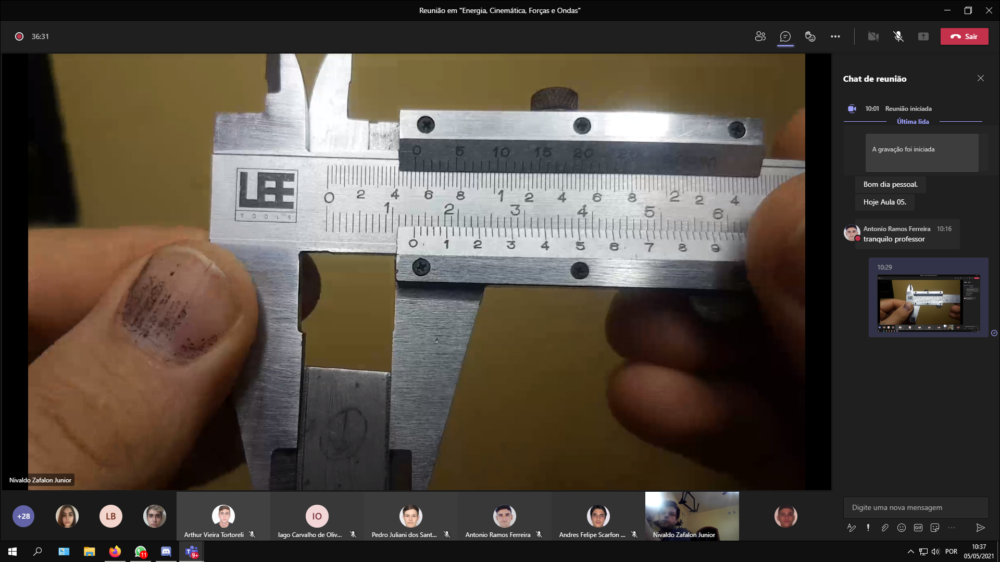 Reunião em "Energia, Cinemática, Forças e Ondas"
36:31
Sair
Chat de reunião
10:01 Reunião iniciada
Última lida
A gravação foi iniciada
Bom dia pessoal.
Hoje Aula 05.
Antonio Ramos Ferreira 10:16
tranquilo professor
10:29
0 5 10 15 20
LEE
TOOLS
0 2 4 6 8 1 2 4 6 8 2 2 4
1 2 3 4 5 6
0 1 2 3 4 5 6 7 8 9
Nivaldo Zafalon Junior
+28
LB
Arthur Vieira Tortoreli
IO
Iago Carvalho de Oliv...
Pedro Juliani dos Sant...
Antonio Ramos Ferreira
Andres Felipe Scarfon ...
Nivaldo Zafalon Junior
Digite uma nova mensagem
GIF
11
T
9+
POR
10:37
05/05/2021